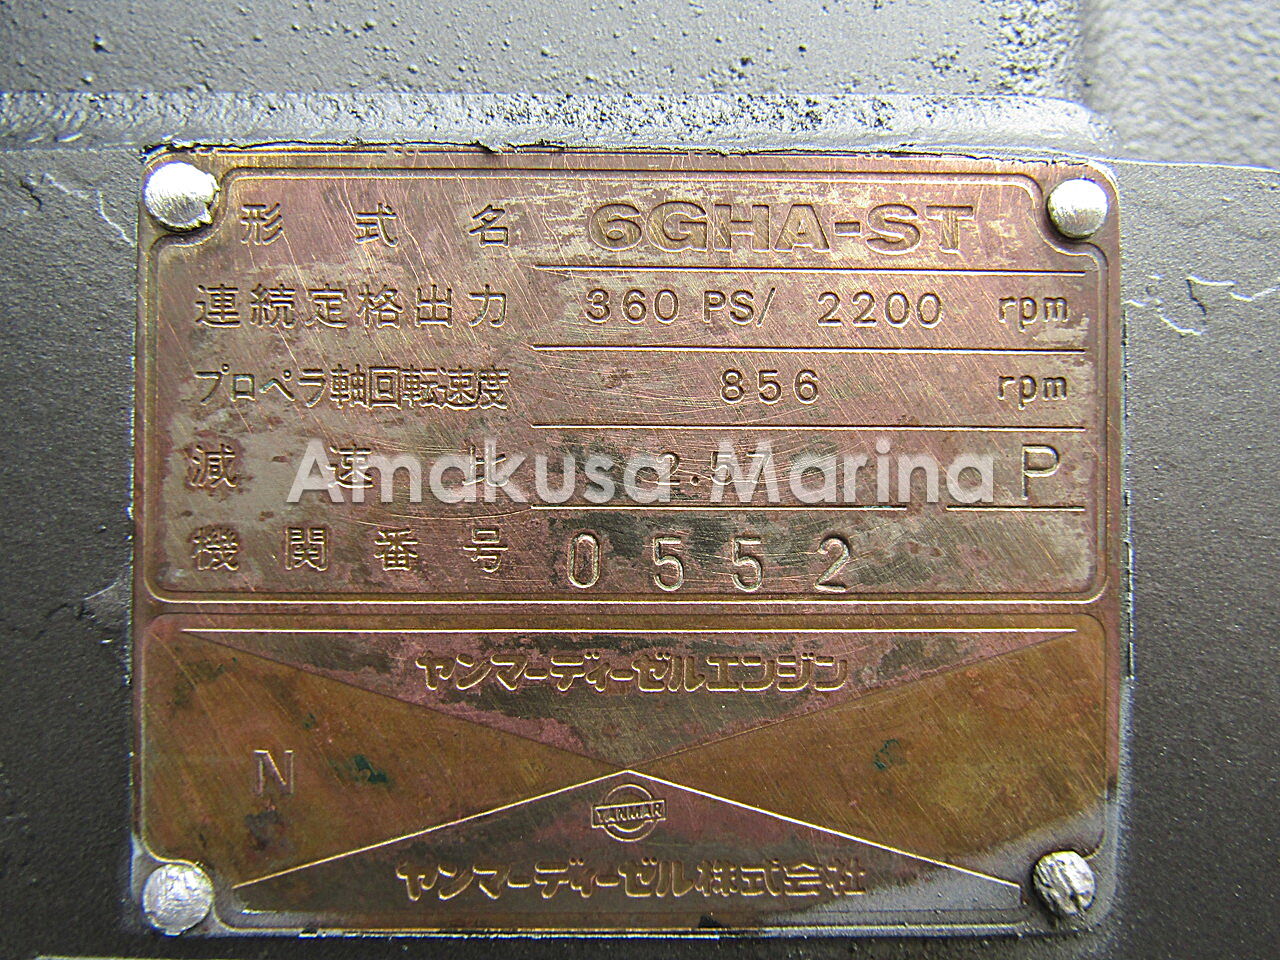 形式名 6GHA-ST
連続定格出力 360 PS/ 2200 rpm
プロペラ軸回転速度 856 rpm
減速比 2.57 P
Amakusa Marina
機関番号 0552
ヤンマーディーゼルエンジン
N
YANMAR
ヤンマーディーゼル株式会社